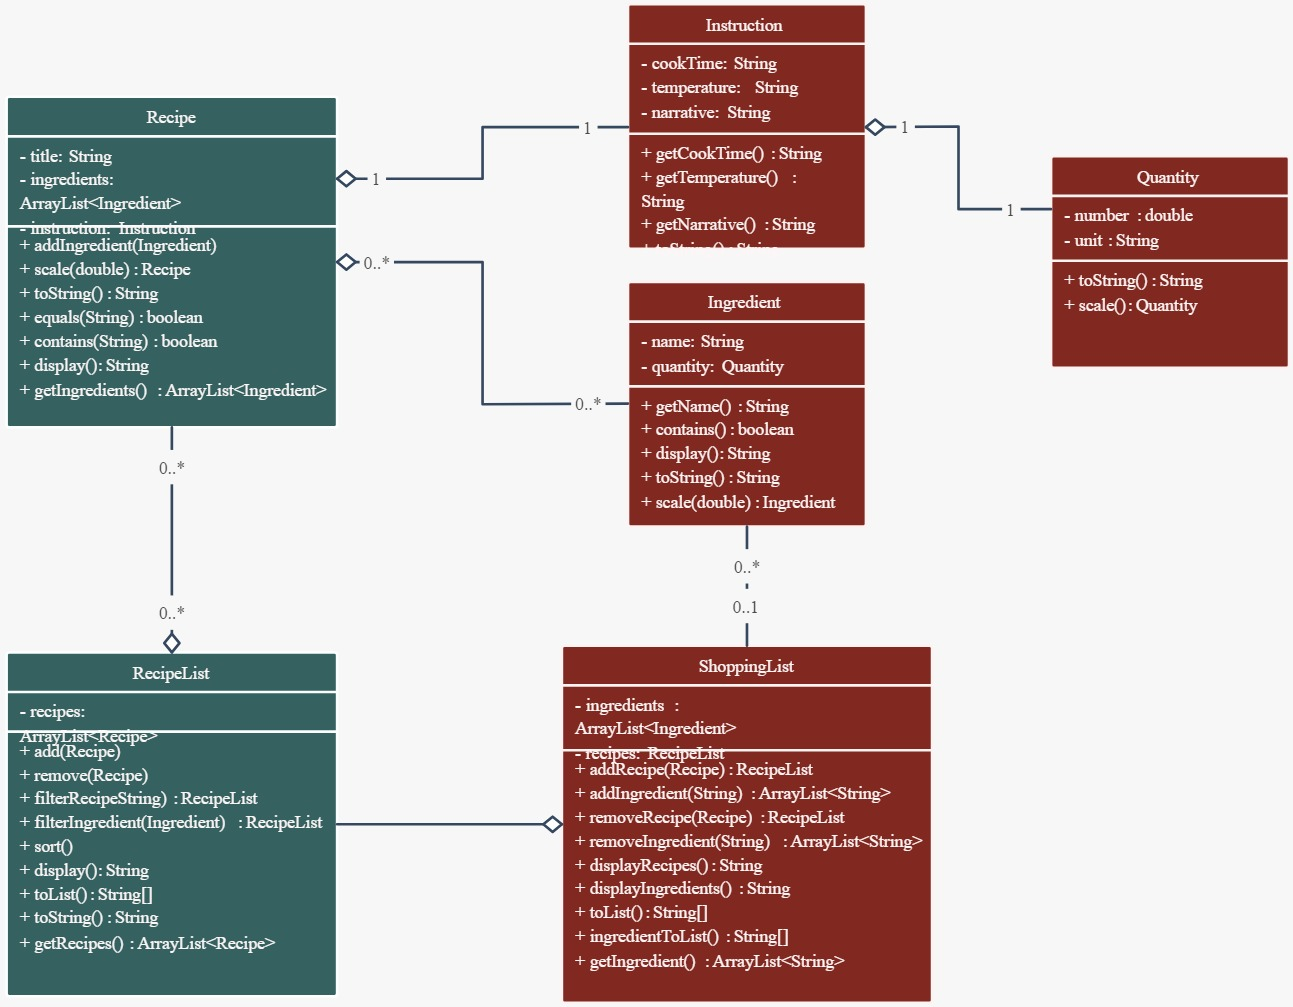 Instruction
- cookTime: String
- temperature: String
- narrative: String
+ getCookTime() : String
+ getTemperature() :
String
+ getNarrative() : String
+ toString() : String
Recipe
- title: String
- ingredients:
ArrayList<Ingredient>
- instruction: Instruction
+ addIngredient(Ingredient)
+ scale(double) : Recipe
+ toString() : String
+ equals(String) : boolean
+ contains(String) : boolean
+ display(): String
+ getIngredients() : ArrayList<Ingredient>
1
1
1
1
Quantity
- number : double
- unit : String
+ toString() : String
+ scale() : Quantity
0..*
0..*
Ingredient
- name: String
- quantity: Quantity
+ getName() : String
+ contains() : boolean
+ display(): String
+ toString() : String
+ scale(double) : Ingredient
0..*
0..*
0..*
0..1
RecipeList
- recipes:
ArrayList<Recipe>
+ add(Recipe)
+ remove(Recipe)
+ filterRecipeString) : RecipeList
+ filterIngredient(Ingredient) : RecipeList
+ sort()
+ display(): String
+ toList() : String[]
+ toString() : String
+ getRecipes() : ArrayList<Recipe>
ShoppingList
- ingredients :
ArrayList<Ingredient>
- recipes: RecipeList
+ addRecipe(Recipe) : RecipeList
+ addIngredient(String) : ArrayList<String>
+ removeRecipe(Recipe) : RecipeList
+ removeIngredient(String) : ArrayList<String>
+ displayRecipes() : String
+ displayIngredients() : String
+ toList() : String[]
+ ingredientToList() : String[]
+ getIngredient() : ArrayList<String>